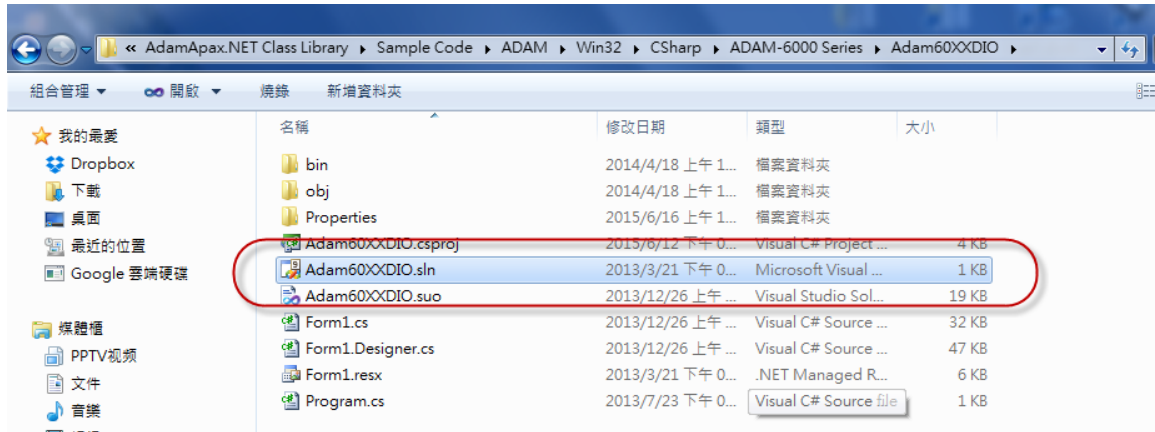 « AdamApax.NET Class Library ▸ Sample Code ▸ ADAM ▸ Win32 ▸ CSharp ▸ ADAM-6000 Series ▸ Adam60XXDIO ▸
組合管理 ▼ 開啟 ▼ 燒錄 新增資料夾
我的最愛
Dropbox
下載
桌面
最近的位置
Google 雲端硬碟
媒體櫃
PPTV视频
文件
音樂
名稱 修改日期 類型 大小
bin 2014/4/18 上午 1... 檔案資料夾
obj 2014/4/18 上午 1... 檔案資料夾
Properties 2015/6/16 上午 1... 檔案資料夾
Adam60XXDIO.csproj 2015/6/12 下午 0... Visual C# Project ... 4 KB
Adam60XXDIO.sln 2013/3/21 下午 0... Microsoft Visual ... 1 KB
Adam60XXDIO.suo 2013/12/26 上午 ... Visual Studio Sol... 19 KB
Form1.cs 2013/12/26 上午 ... Visual C# Source ... 32 KB
Form1.Designer.cs 2013/12/26 上午 ... Visual C# Source ... 47 KB
Form1.resx 2013/3/21 下午 0... .NET Managed R... 6 KB
Program.cs 2013/7/23 下午 0... Visual C# Source file 1 KB